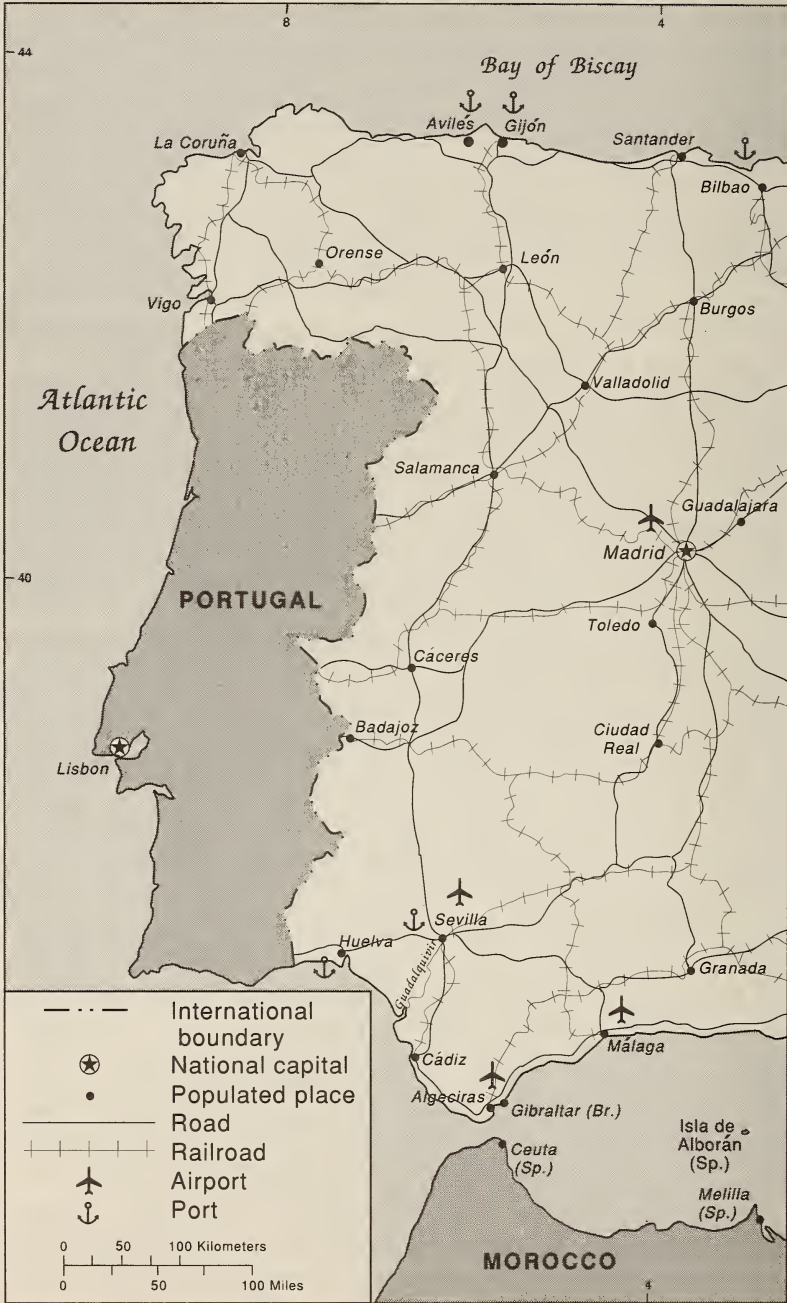 8
4
44
Bay of Biscay
Avilés
Gijón
La Coruña
Santander
Bilbao
Orense
León
Vigo
Burgos
Atlantic
Ocean
Valladolid
Salamanca
Guadalajara
Madrid
40
PORTUGAL
Toledo
Cáceres
Badajoz
Ciudad
Real
Lisbon
Sevilla
Huelva
Guadalquivir
Granada
Málaga
Cádiz
Algeciras
Gibraltar (Br.)
Isla de
Alborán
(Sp.)
Ceuta
(Sp.)
Melilla
(Sp.)
MOROCCO
4
International
boundary
National capital
Populated place
Road
Railroad
Airport
Port
0 50 100 Kilometers
0 50 100 Miles